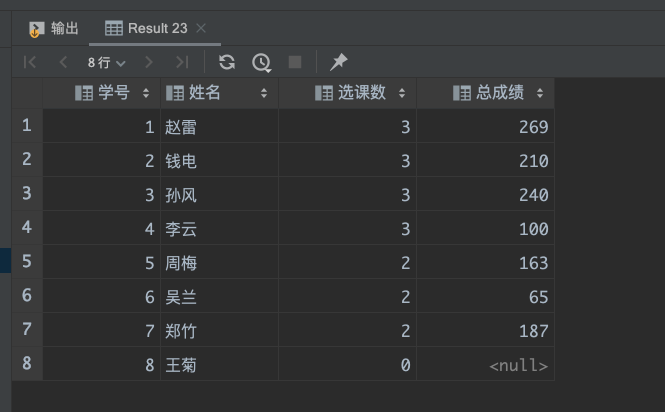 输出 Result 23
8 行
学号 姓名 选课数 总成绩
1 1 赵雷 3 269
2 2 钱电 3 210
3 3 孙风 3 240
4 4 李云 3 100
5 5 周梅 2 163
6 6 吴兰 2 65
7 7 郑竹 2 187
8 8 王菊 0 <null>